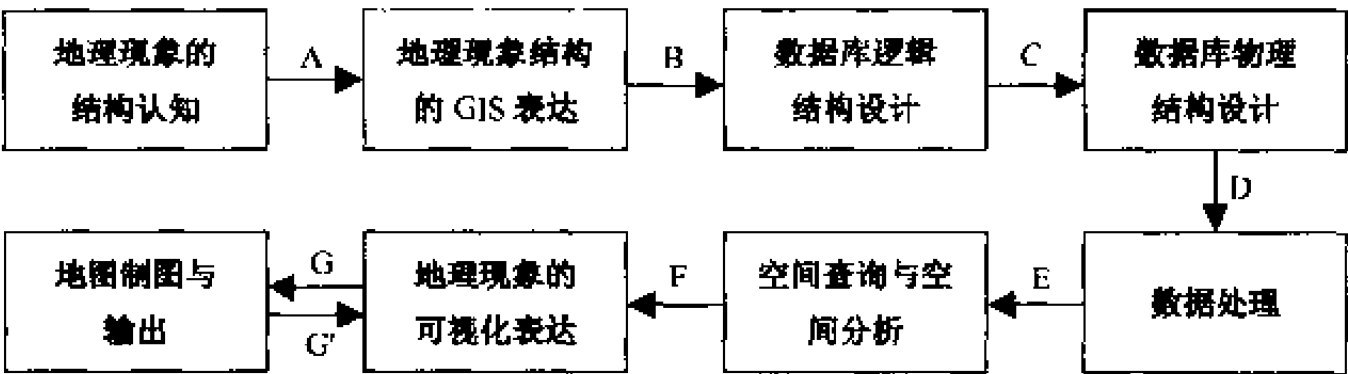 地理现象的
结构认知
A
地理现象结构
的 GIS 表达
B
数据库逻辑
结构设计
C
数据库物理
结构设计
D
地图制图与
输出
G
G'
地理现象的
可视化表达
F
空间查询与空
间分析
E
数据处理